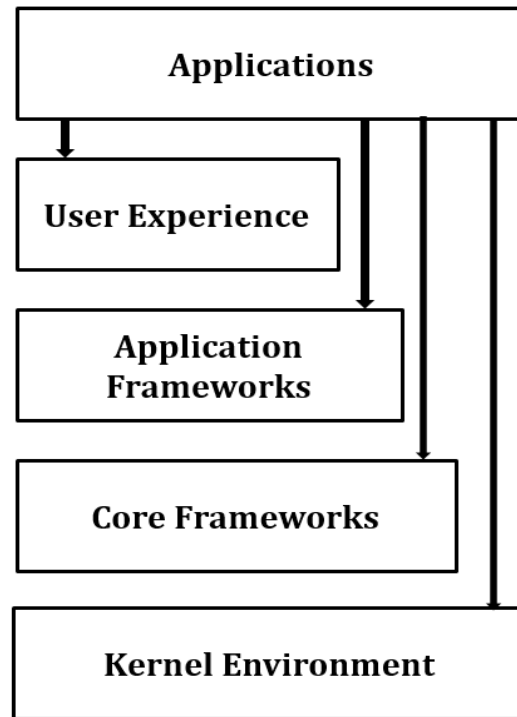 Applications
User Experience
Application
Frameworks
Core Frameworks
Kernel Environment